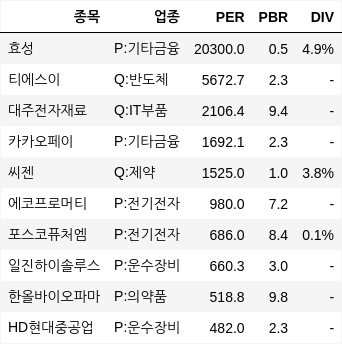 종목 업종 PER PBR DIV
효성 P:기타금융 20300.0 0.5 4.9%
티에스이 Q:반도체 5672.7 2.3 -
대주전자재료 Q:IT부품 2106.4 9.4 -
카카오페이 P:기타금융 1692.1 2.3 -
씨젠 Q:제약 1525.0 1.0 3.8%
에코프로머티 P:전기전자 980.0 7.2 -
포스코퓨처엠 P:전기전자 686.0 8.4 0.1%
일진하이솔루스 P:운수장비 660.3 3.0 -
한올바이오파마 P:의약품 518.8 9.8 -
HD현대중공업 P:운수장비 482.0 2.3 -